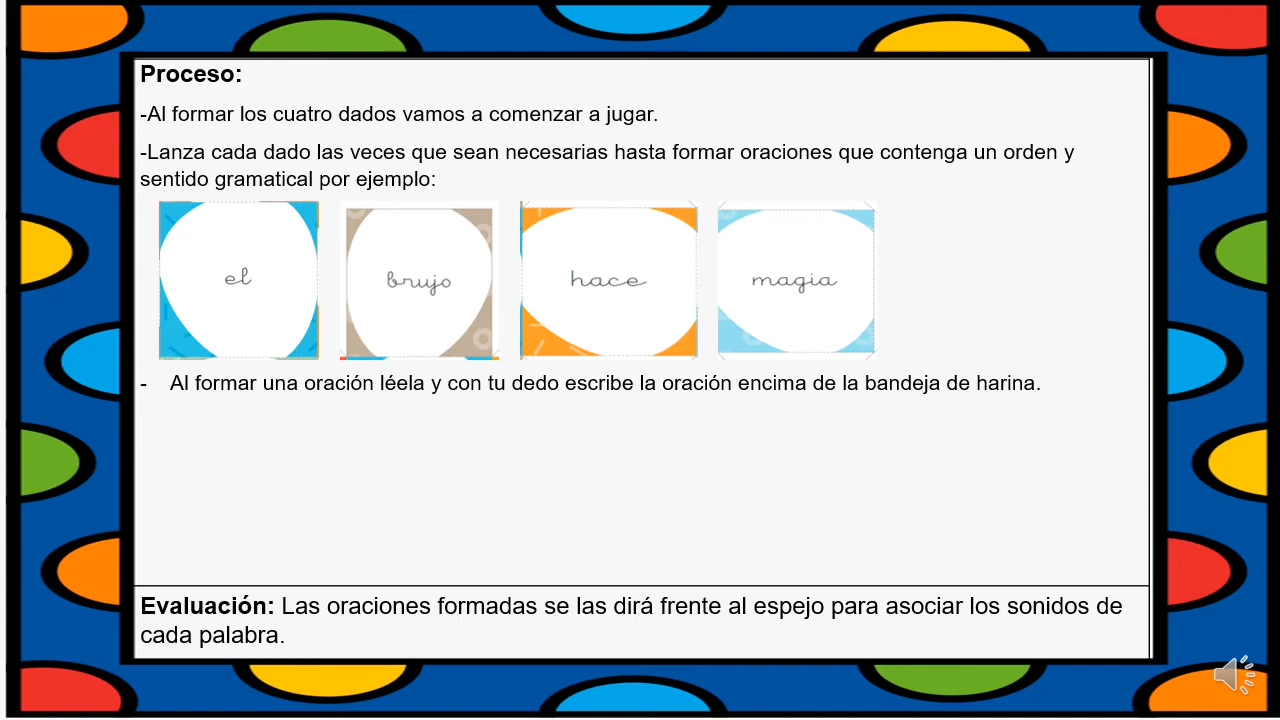 Proceso:
-Al formar los cuatro dados vamos a comenzar a jugar.
-Lanza cada dado las veces que sean necesarias hasta formar oraciones que contenga un orden y
sentido gramatical por ejemplo:
el brujo hace magia
- Al formar una oración léela y con tu dedo escribe la oración encima de la bandeja de harina.
Evaluación: Las oraciones formadas se las dirá frente al espejo para asociar los sonidos de
cada palabra.